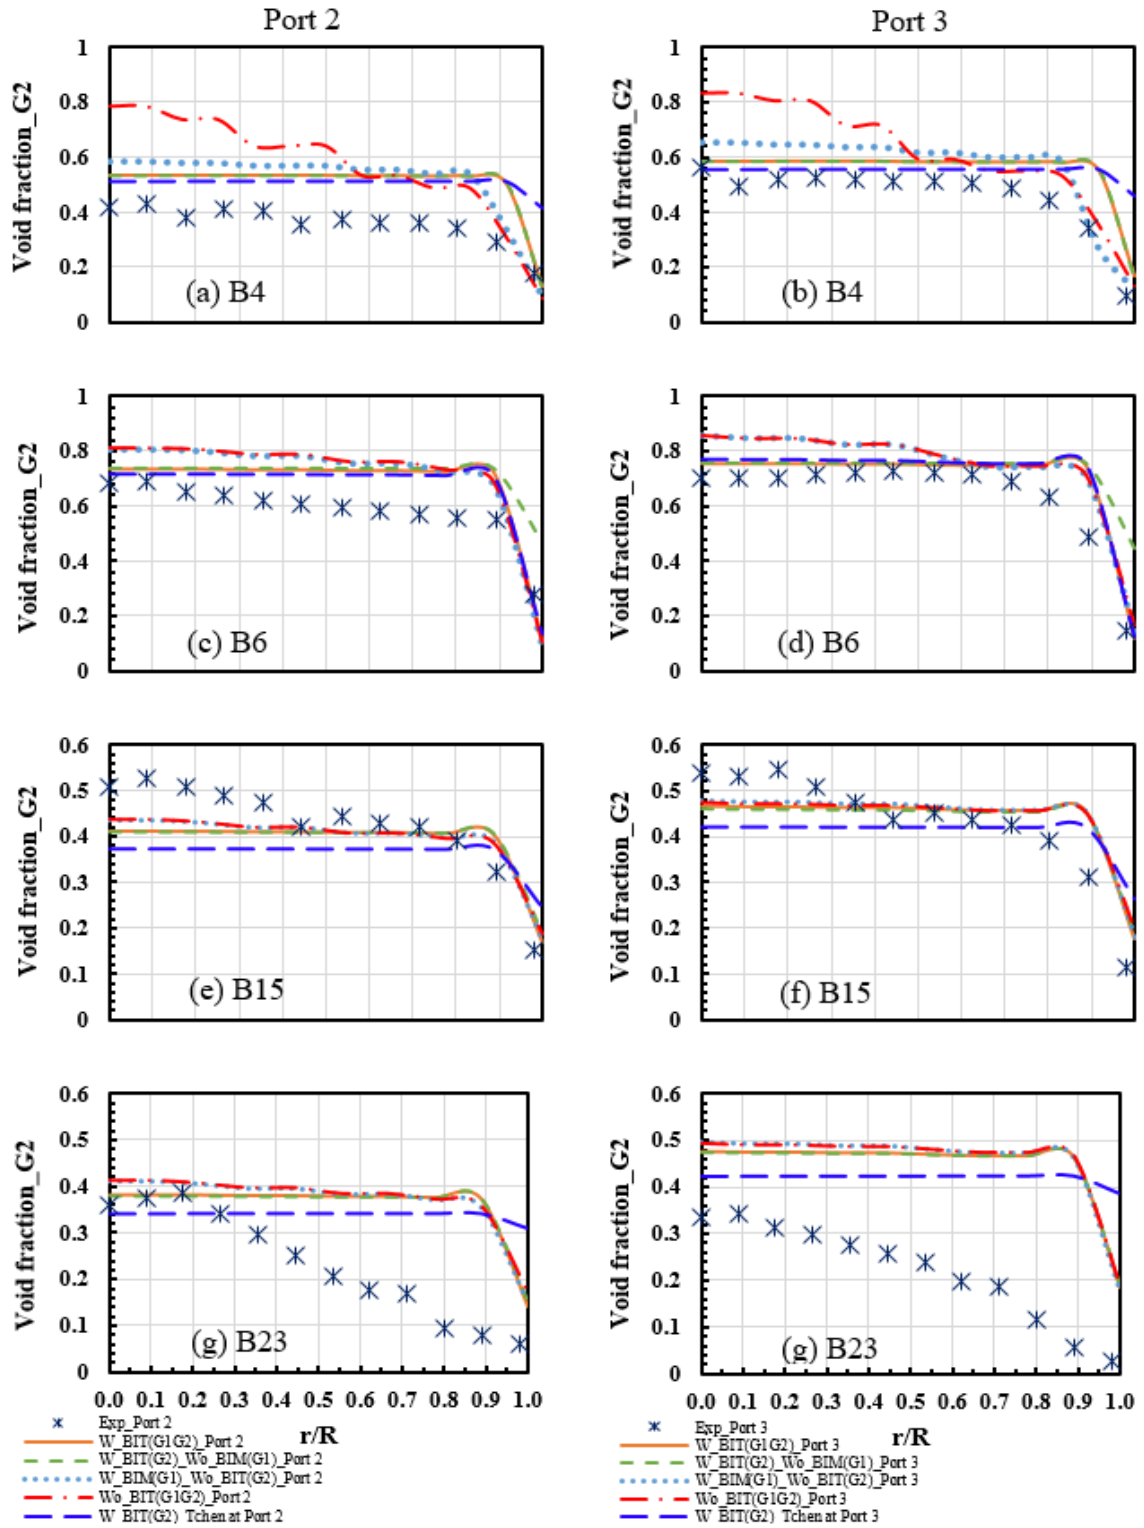 Port 2
Port 3
Void fraction_G2
1
0.8
0.6
0.4
0.2
0
(a) B4
Void fraction_G2
1
0.8
0.6
0.4
0.2
0
(b) B4
Void fraction_G2
1
0.8
0.6
0.4
0.2
0
(c) B6
Void fraction_G2
1
0.8
0.6
0.4
0.2
0
(d) B6
Void fraction_G2
0.6
0.5
0.4
0.3
0.2
0.1
0
(e) B15
Void fraction_G2
0.6
0.5
0.4
0.3
0.2
0.1
0
(f) B15
Void fraction_G2
0.6
0.5
0.4
0.3
0.2
0.1
0
(g) B23
0.0 0.1 0.2 0.3 0.4 0.5 0.6 0.7 0.8 0.9 1.0
r/R
Void fraction_G2
0.6
0.5
0.4
0.3
0.2
0.1
0
(g) B23
0.0 0.1 0.2 0.3 0.4 0.5 0.6 0.7 0.8 0.9 1.0
r/R
Exp_Port 2
W_BIT(G1G2)_Port 2
W_BIT(G2)_Wo_BIM(G1)_Port 2
W_BIM(G1)_Wo_BIT(G2)_Port 2
Wo_BIT(G1G2)_Port 2
W_BIT(G2)_Tchen at Port 2
Exp_Port 3
W_BIT(G1G2)_Port 3
W_BIT(G2)_Wo_BIM(G1)_Port 3
W_BIM(G1)_Wo_BIT(G2)_Port 3
Wo_BIT(G1G2)_Port 3
W_BIT(G2)_Tchen at Port 3